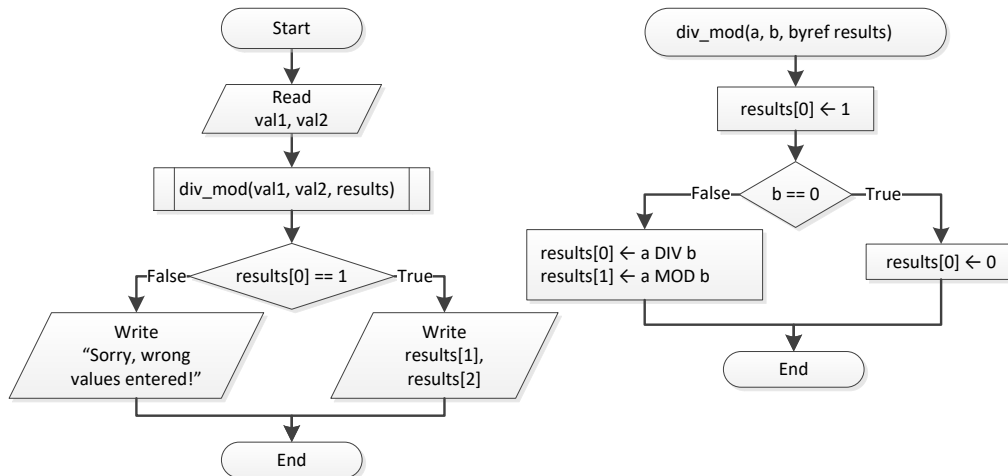 Start
Read
val1, val2
div_mod(val1, val2, results)
results[0] == 1
False
True
Write
“Sorry, wrong
values entered!”
Write
results[1],
results[2]
End
div_mod(a, b, byref results)
results[0] ← 1
b == 0
False
True
results[0] ← a DIV b
results[1] ← a MOD b
results[0] ← 0
End